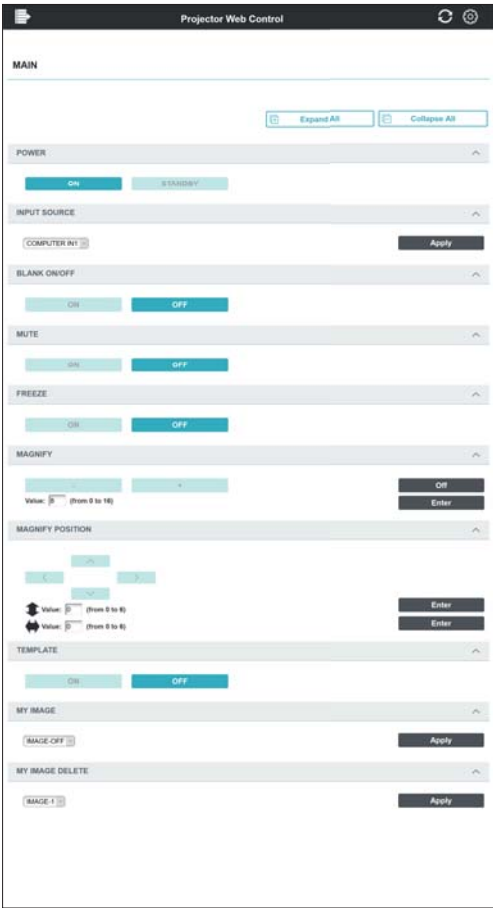 Projector Web Control
MAIN
Expand All
Collapse All
POWER
ON
STANDBY
INPUT SOURCE
COMPUTER IN1
Apply
BLANK ON/OFF
ON
OFF
MUTE
ON
OFF
FREEZE
ON
OFF
MAGNIFY
-
+
Off
Value: 0 (from 0 to 16)
Enter
MAGNIFY POSITION
Value: 0 (from 0 to 6)
Enter
Value: 0 (from 0 to 6)
Enter
TEMPLATE
ON
OFF
MY IMAGE
IMAGE-OFF
Apply
MY IMAGE DELETE
IMAGE-1
Apply